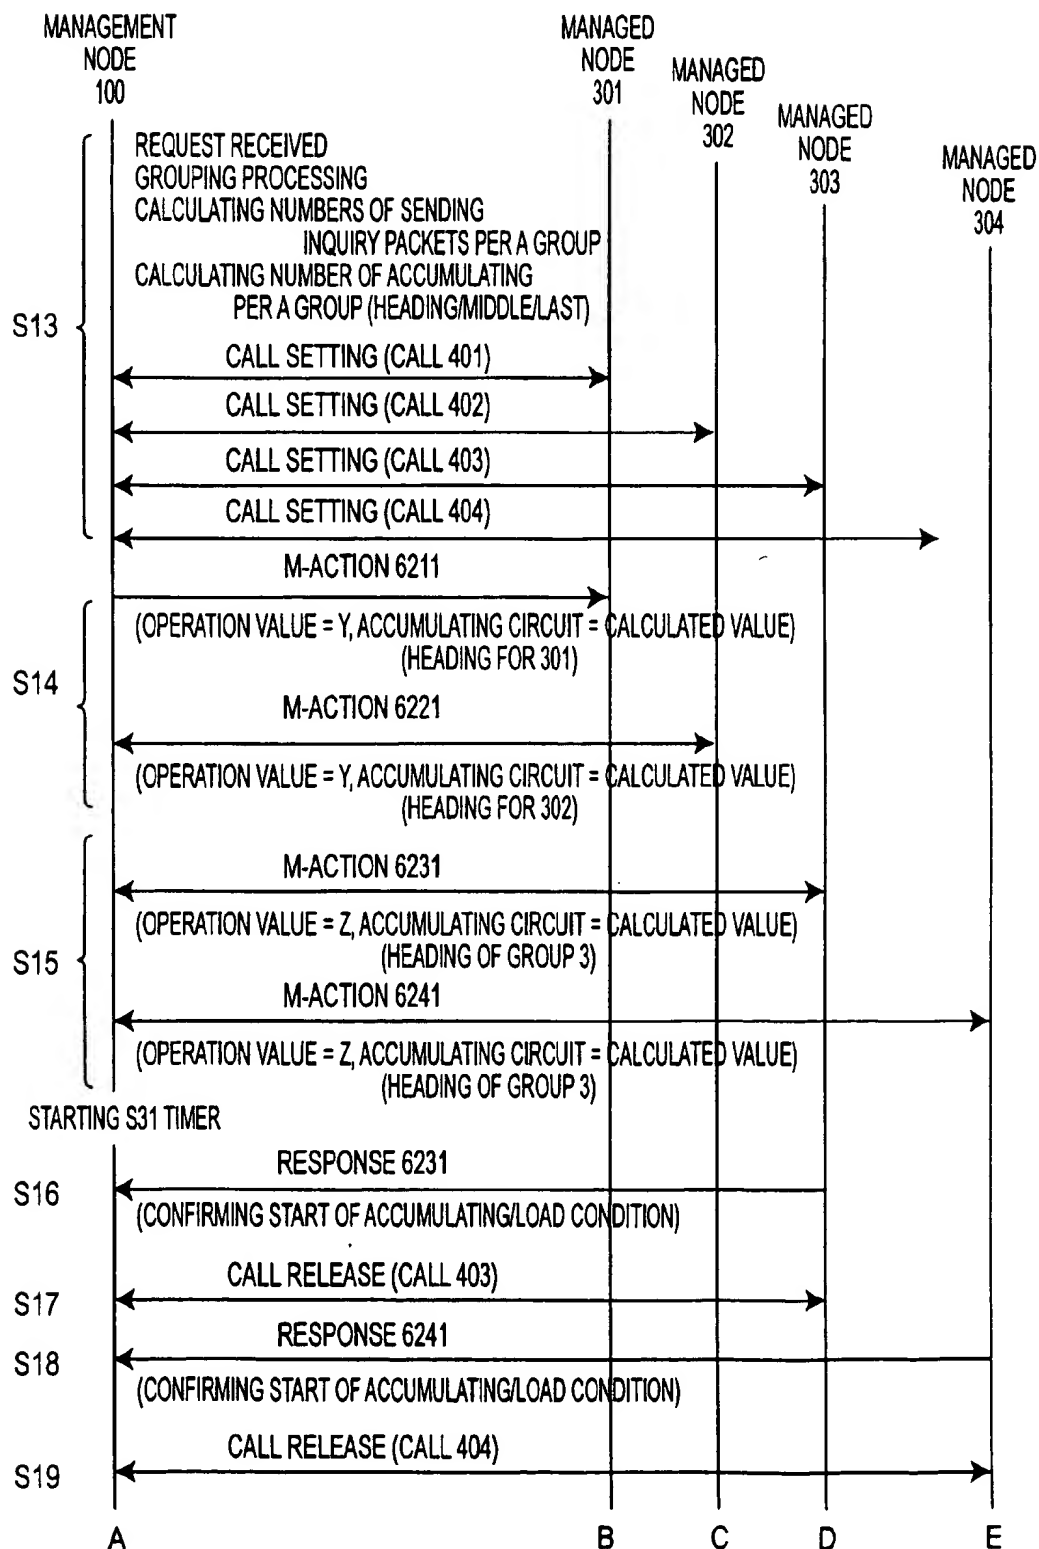 MANAGEMENT
NODE
100
MANAGED
NODE
301
MANAGED
NODE
302
MANAGED
NODE
303
MANAGED
NODE
304
S13
REQUEST RECEIVED
GROUPING PROCESSING
CALCULATING NUMBERS OF SENDING
INQUIRY PACKETS PER A GROUP
CALCULATING NUMBER OF ACCUMULATING
PER A GROUP (HEADING/MIDDLE/LAST)
CALL SETTING (CALL 401)
CALL SETTING (CALL 402)
CALL SETTING (CALL 403)
CALL SETTING (CALL 404)
S14
M-ACTION 6211
(OPERATION VALUE = Y, ACCUMULATING CIRCUIT = CALCULATED VALUE)
(HEADING FOR 301)
M-ACTION 6221
(OPERATION VALUE = Y, ACCUMULATING CIRCUIT = CALCULATED VALUE)
(HEADING FOR 302)
S15
M-ACTION 6231
(OPERATION VALUE = Z, ACCUMULATING CIRCUIT = CALCULATED VALUE)
(HEADING OF GROUP 3)
M-ACTION 6241
(OPERATION VALUE = Z, ACCUMULATING CIRCUIT = CALCULATED VALUE)
(HEADING OF GROUP 3)
STARTING S31 TIMER
RESPONSE 6231
S16
(CONFIRMING START OF ACCUMULATING/LOAD CONDITION)
CALL RELEASE (CALL 403)
S17
RESPONSE 6241
S18
(CONFIRMING START OF ACCUMULATING/LOAD CONDITION)
CALL RELEASE (CALL 404)
S19
A B C D E